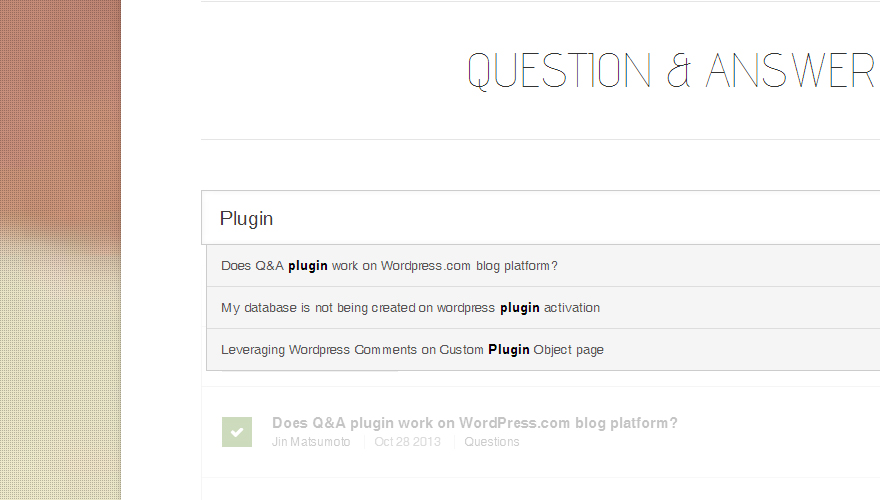 QUESTION & ANSWER
Plugin
Does Q&A plugin work on Wordpress.com blog platform?
My database is not being created on wordpress plugin activation
Leveraging Wordpress Comments on Custom Plugin Object page
Does Q&A plugin work on WordPress.com blog platform?
Jin Matsumoto Oct 28 2013 Questions